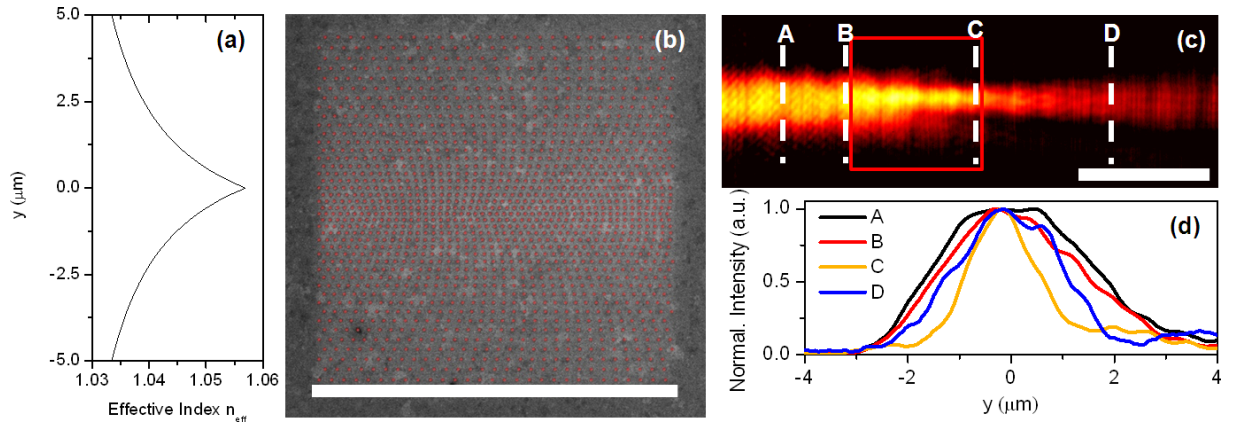 5.0
2.5
0.0
-2.5
-5.0
y (μm)
1.03 1.04 1.05 1.06
Effective Index n eff
(a)
(b)
A B C D (c)
1.0
0.5
0.0
Normal. Intensity (a.u.)
A
B
C
D
(d)
-4 -2 0 2 4
y (μm)